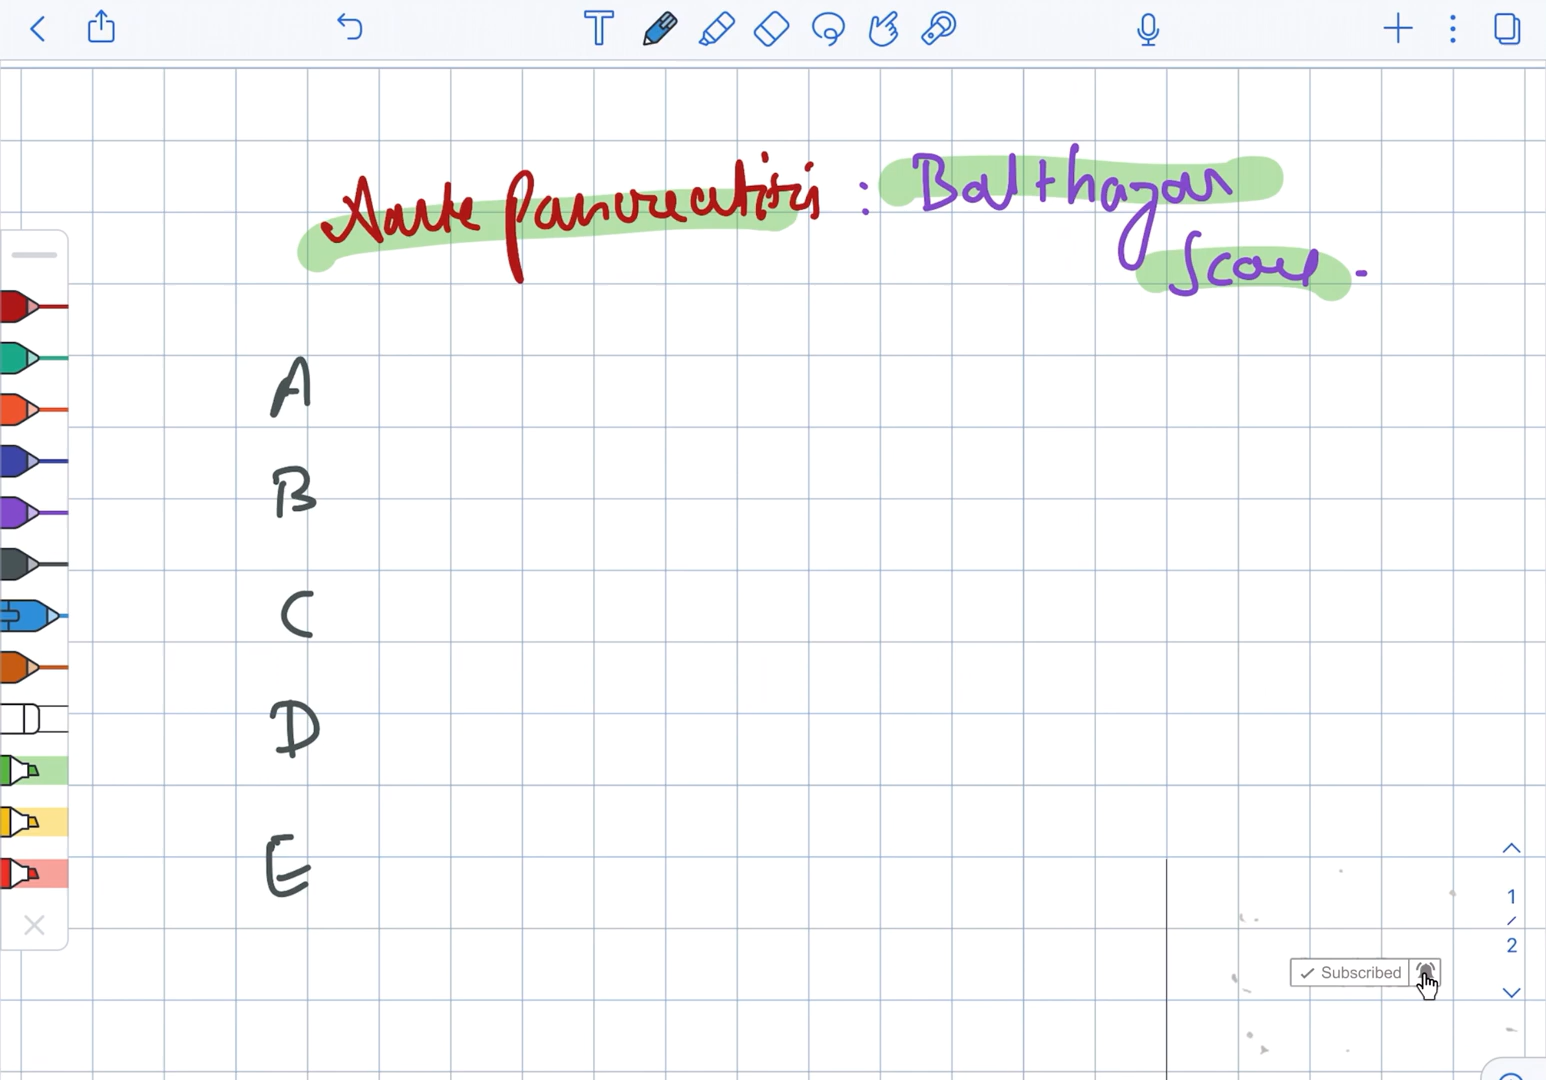 Acute pancreatitis : Balthazar
Score -
A
B
C
D
E
1
/
2
Subscribed